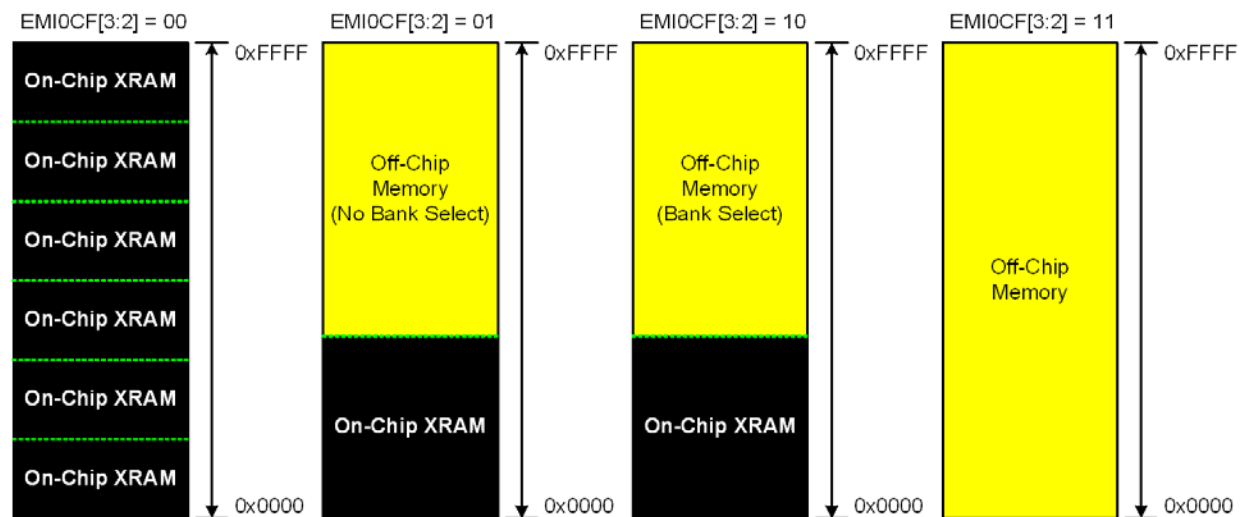 EMI0CF[3:2] = 00
On-Chip XRAM
On-Chip XRAM
On-Chip XRAM
On-Chip XRAM
On-Chip XRAM
On-Chip XRAM
0xFFFF
0x0000
EMI0CF[3:2] = 01
Off-Chip
Memory
(No Bank Select)
On-Chip XRAM
0xFFFF
0x0000
EMI0CF[3:2] = 10
Off-Chip
Memory
(Bank Select)
On-Chip XRAM
0xFFFF
0x0000
EMI0CF[3:2] = 11
Off-Chip
Memory
0xFFFF
0x0000